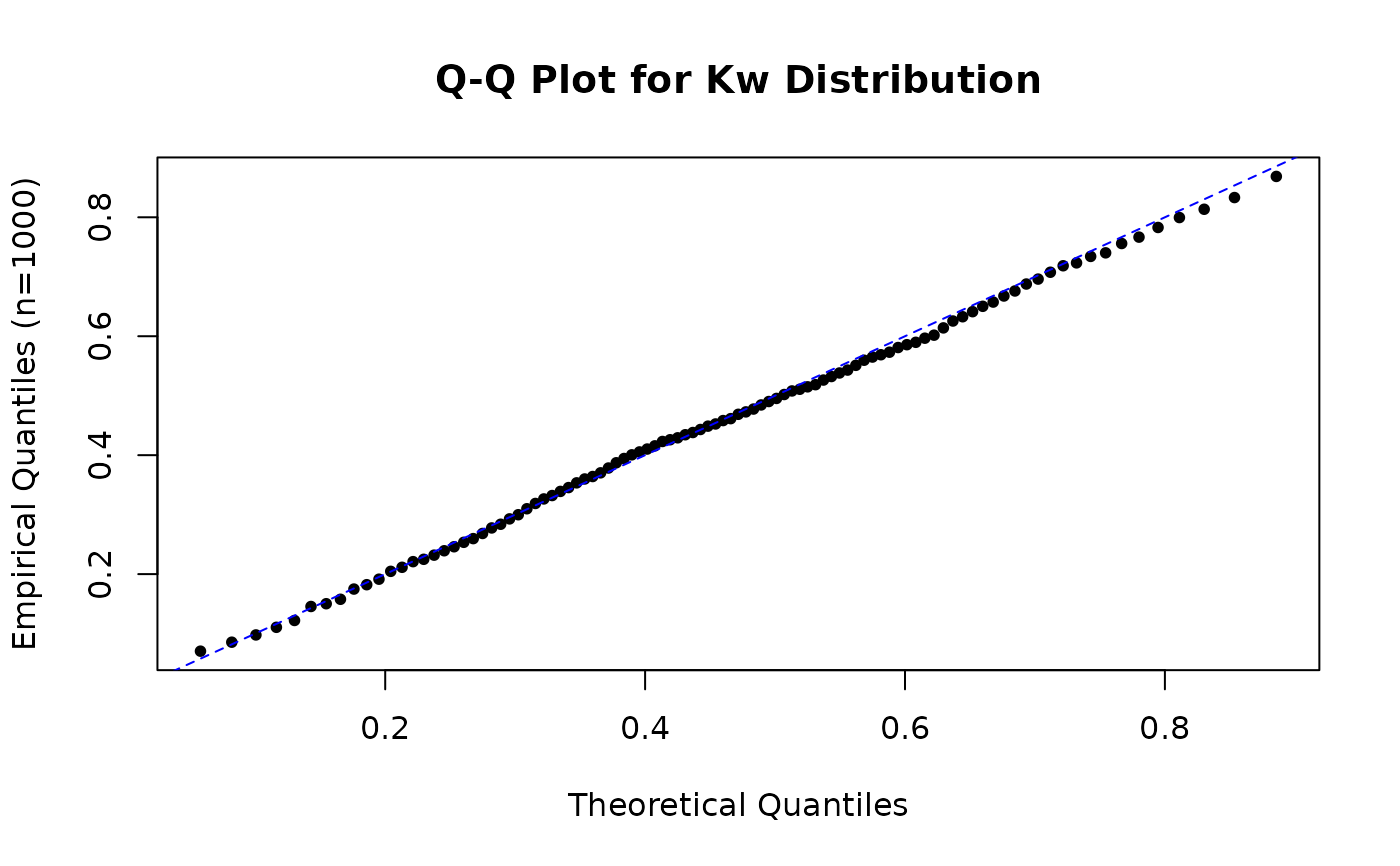 Q-Q Plot for Kw Distribution
Empirical Quantiles (n=1000)
0.8
0.6
0.4
0.2
0.2 0.4 0.6 0.8
Theoretical Quantiles